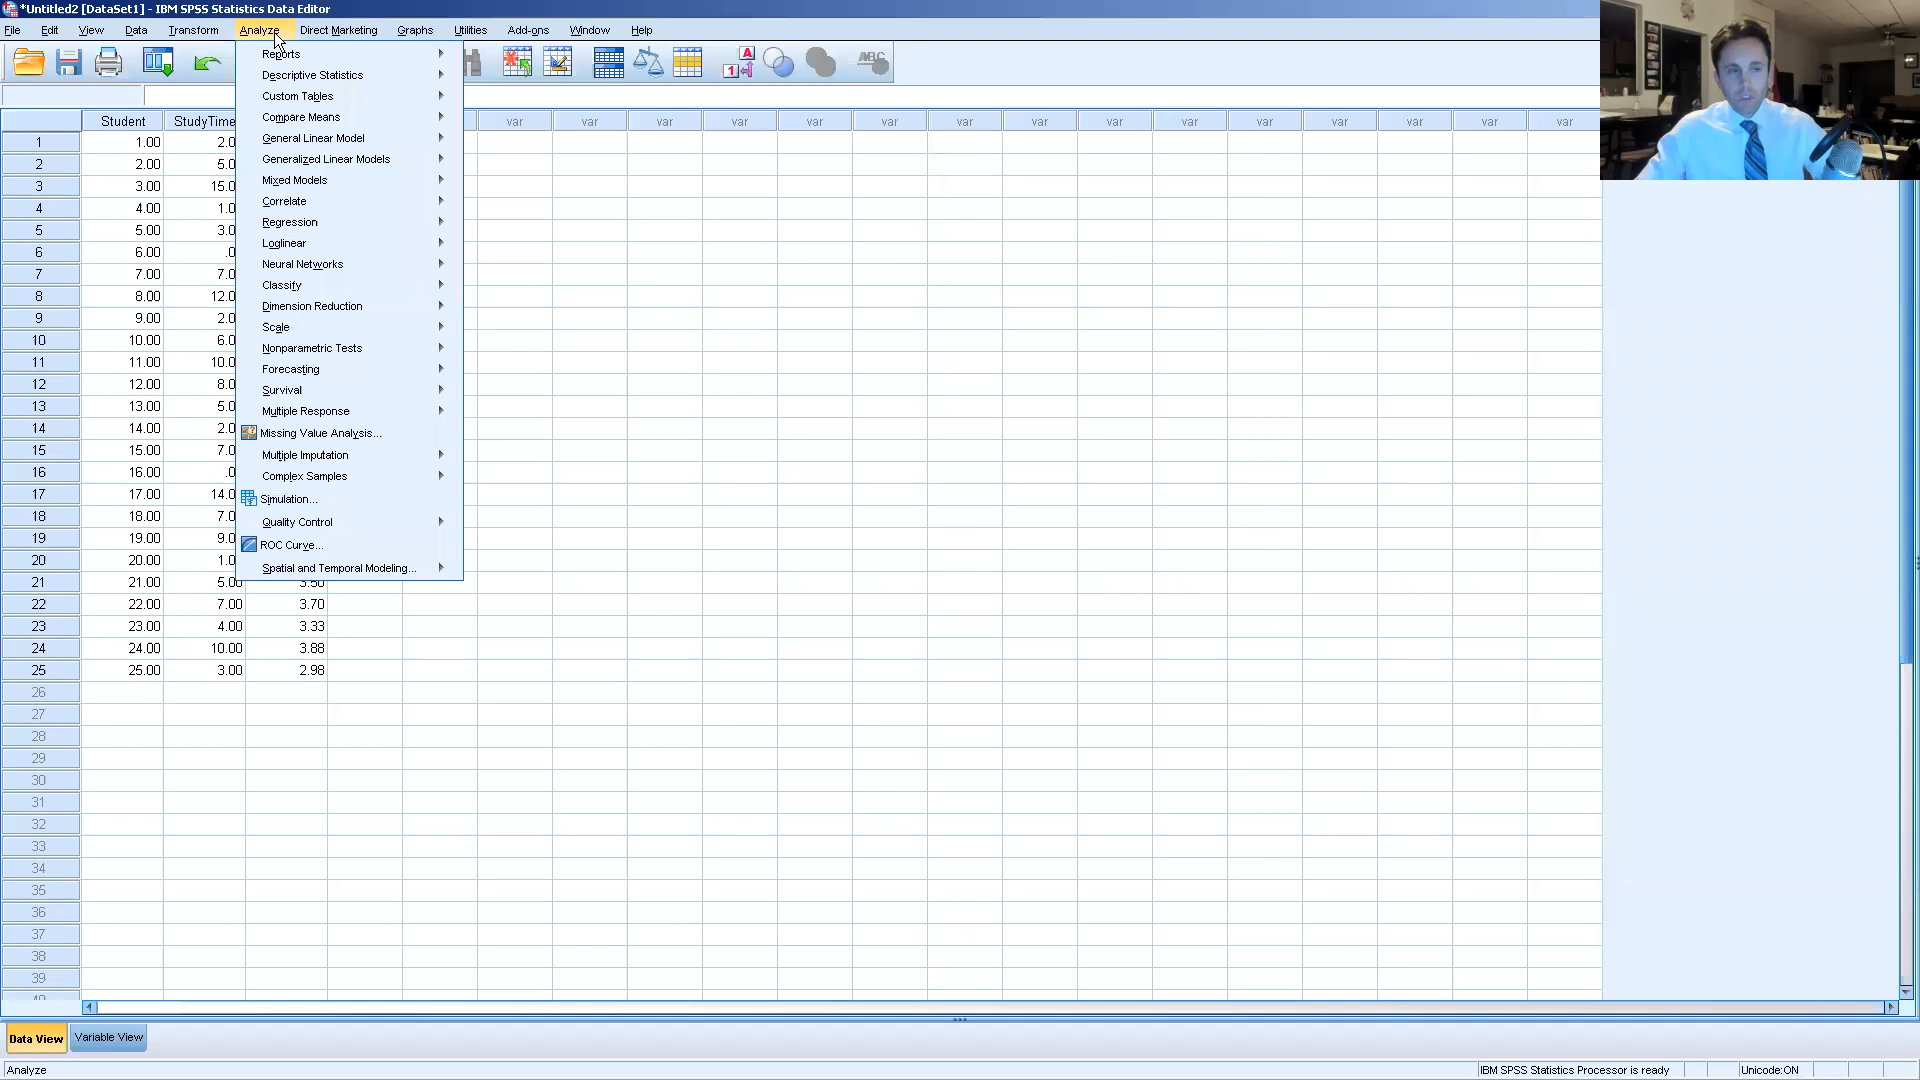 *Untitled2 [DataSet1] - IBM SPSS Statistics Data Editor
File Edit View Data Transform Analyze Direct Marketing Graphs Utilities Add-ons Window Help
Reports
Descriptive Statistics
Custom Tables
Compare Means
General Linear Model
Generalized Linear Models
Mixed Models
Correlate
Regression
Loglinear
Neural Networks
Classify
Dimension Reduction
Scale
Nonparametric Tests
Forecasting
Survival
Multiple Response
Missing Value Analysis...
Multiple Imputation
Complex Samples
Simulation...
Quality Control
ROC Curve...
Spatial and Temporal Modeling...
Student StudyTime var var var var var var var var var var var var var var var
1 1.00 2.0
2 2.00 5.0
3 3.00 15.0
4 4.00 1.0
5 5.00 3.0
6 6.00 .0
7 7.00 7.0
8 8.00 12.0
9 9.00 2.0
10 10.00 6.0
11 11.00 10.0
12 12.00 8.0
13 13.00 5.0
14 14.00 2.0
15 15.00 7.0
16 16.00 .0
17 17.00 14.0
18 18.00 7.0
19 19.00 9.0
20 20.00 1.0
21 21.00 5.00 3.50
22 22.00 7.00 3.70
23 23.00 4.00 3.33
24 24.00 10.00 3.88
25 25.00 3.00 2.98
26
27
28
29
30
31
32
33
34
35
36
37
38
39
40
Data View Variable View
Analyze IBM SPSS Statistics Processor is ready Unicode:ON